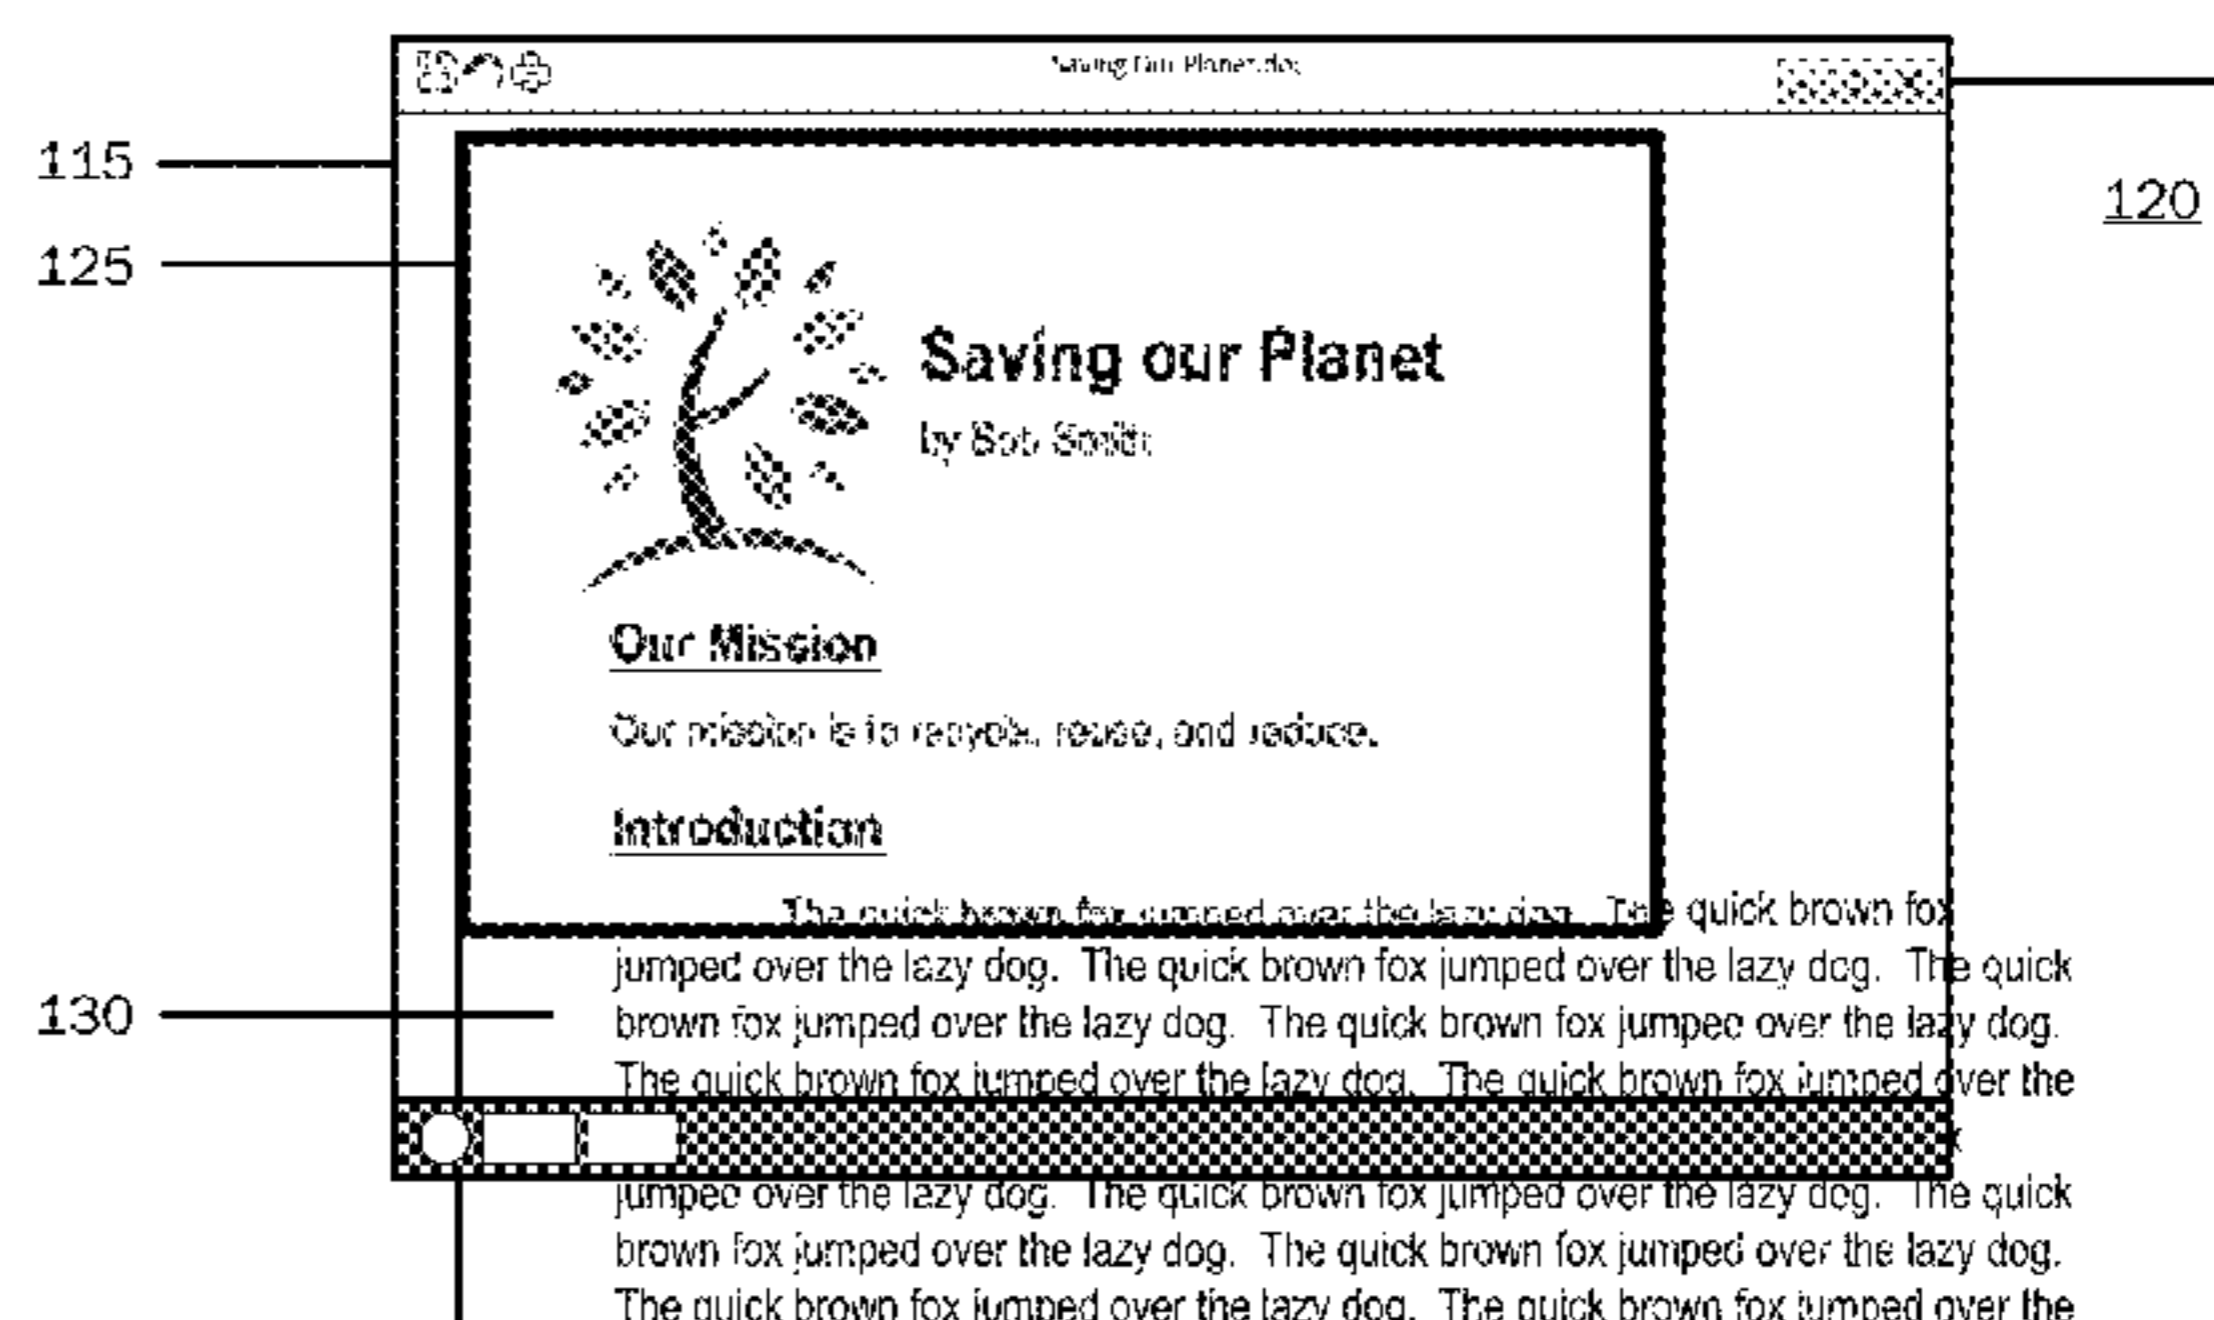 Saving Our Planet.doc
115
120
125
Saving our Planet
by Bob Smith
Our Mission
Our mission is to recycle, reuse, and reduce.
Introduction
The quick brown fox jumped over the lazy dog. The quick brown fox
jumped over the lazy dog. The quick brown fox jumped over the lazy dog. The quick
130
brown fox jumped over the lazy dog. The quick brown fox jumped over the lazy dog.
The quick brown fox jumped over the lazy dog. The quick brown fox jumped over the
jumped over the lazy dog. The quick brown fox jumped over the lazy dog. The quick
brown fox jumped over the lazy dog. The quick brown fox jumped over the lazy dog.
The quick brown fox jumped over the lazy dog. The quick brown fox jumped over the